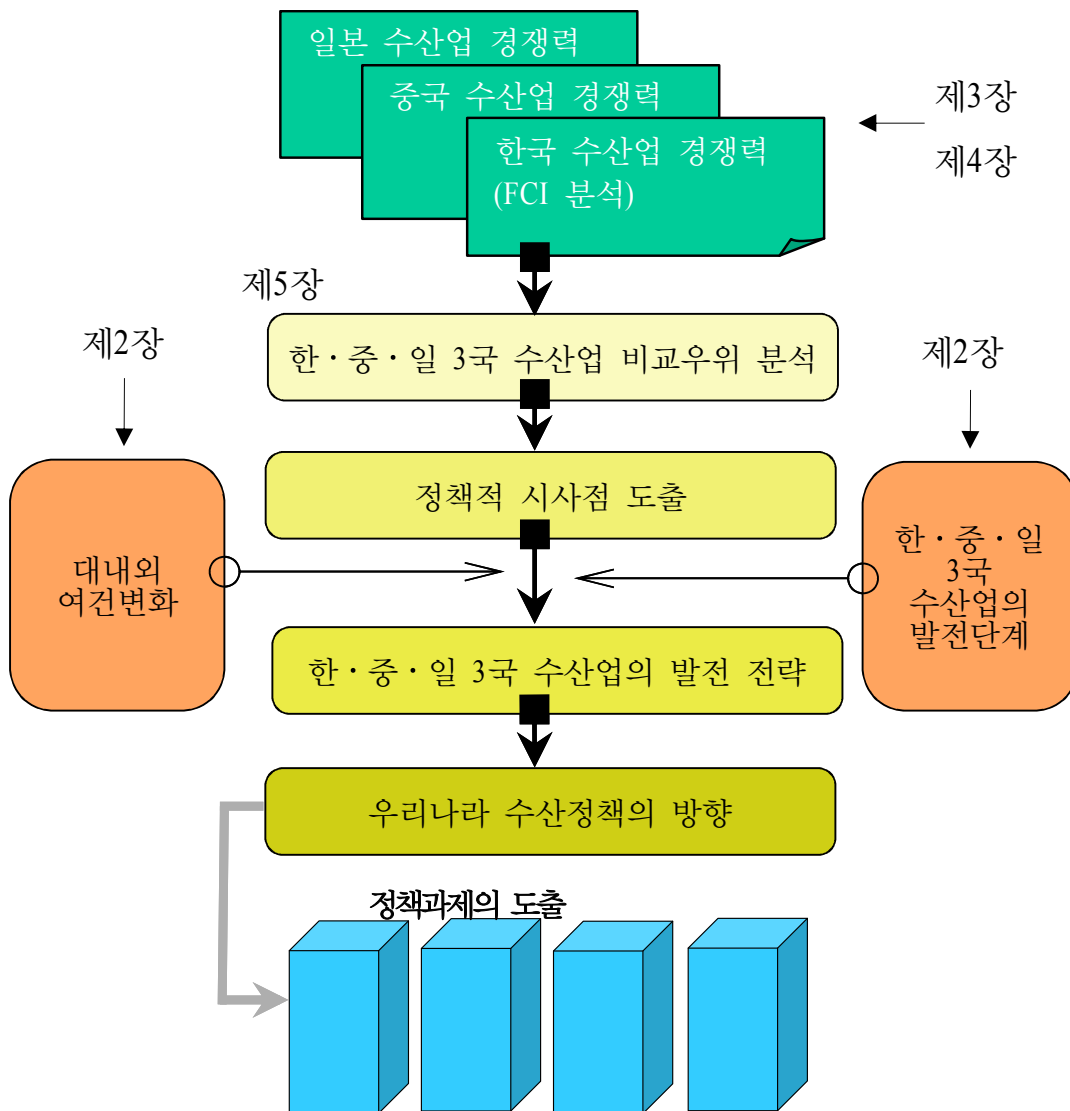 일본 수산업 경쟁력
중국 수산업 경쟁력
한국 수산업 경쟁력
(FCI 분석)
제3장
제4장
제5장
한·중·일 3국 수산업 비교우위 분석
제2장
제2장
정책적 시사점 도출
대내외
여건변화
한·중·일
3국
수산업의
발전단계
한·중·일 3국 수산업의 발전 전략
우리나라 수산정책의 방향
정책과제의 도출